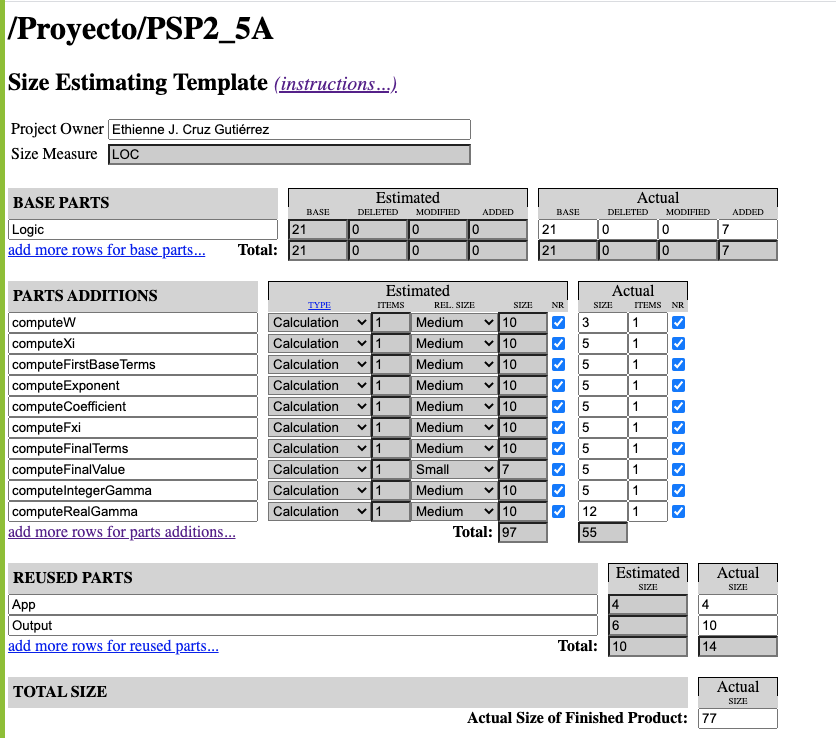 /Proyecto/PSP2_5A
Size Estimating Template (instructions...)
Project Owner Ethienne J. Cruz Gutiérrez
Size Measure LOC
BASE PARTS Estimated Actual
BASE DELETED MODIFIED ADDED BASE DELETED MODIFIED ADDED
Logic 21 0 0 0 21 0 0 7
add more rows for base parts... Total: 21 0 0 0 21 0 0 7
PARTS ADDITIONS Estimated Actual
TYPE ITEMS REL. SIZE SIZE NR SIZE ITEMS NR
computeW Calculation 1 Medium 10 3 1
computeXi Calculation 1 Medium 10 5 1
computeFirstBaseTerms Calculation 1 Medium 10 5 1
computeExponent Calculation 1 Medium 10 5 1
computeCoefficient Calculation 1 Medium 10 5 1
computeFxi Calculation 1 Medium 10 5 1
computeFinalTerms Calculation 1 Medium 10 5 1
computeFinalValue Calculation 1 Small 7 5 1
computeIntegerGamma Calculation 1 Medium 10 5 1
computeRealGamma Calculation 1 Medium 10 12 1
add more rows for parts additions... Total: 97 55
REUSED PARTS Estimated Actual
SIZE SIZE
App 4 4
Output 6 10
add more rows for reused parts... Total: 10 14
TOTAL SIZE Actual
SIZE
Actual Size of Finished Product: 77